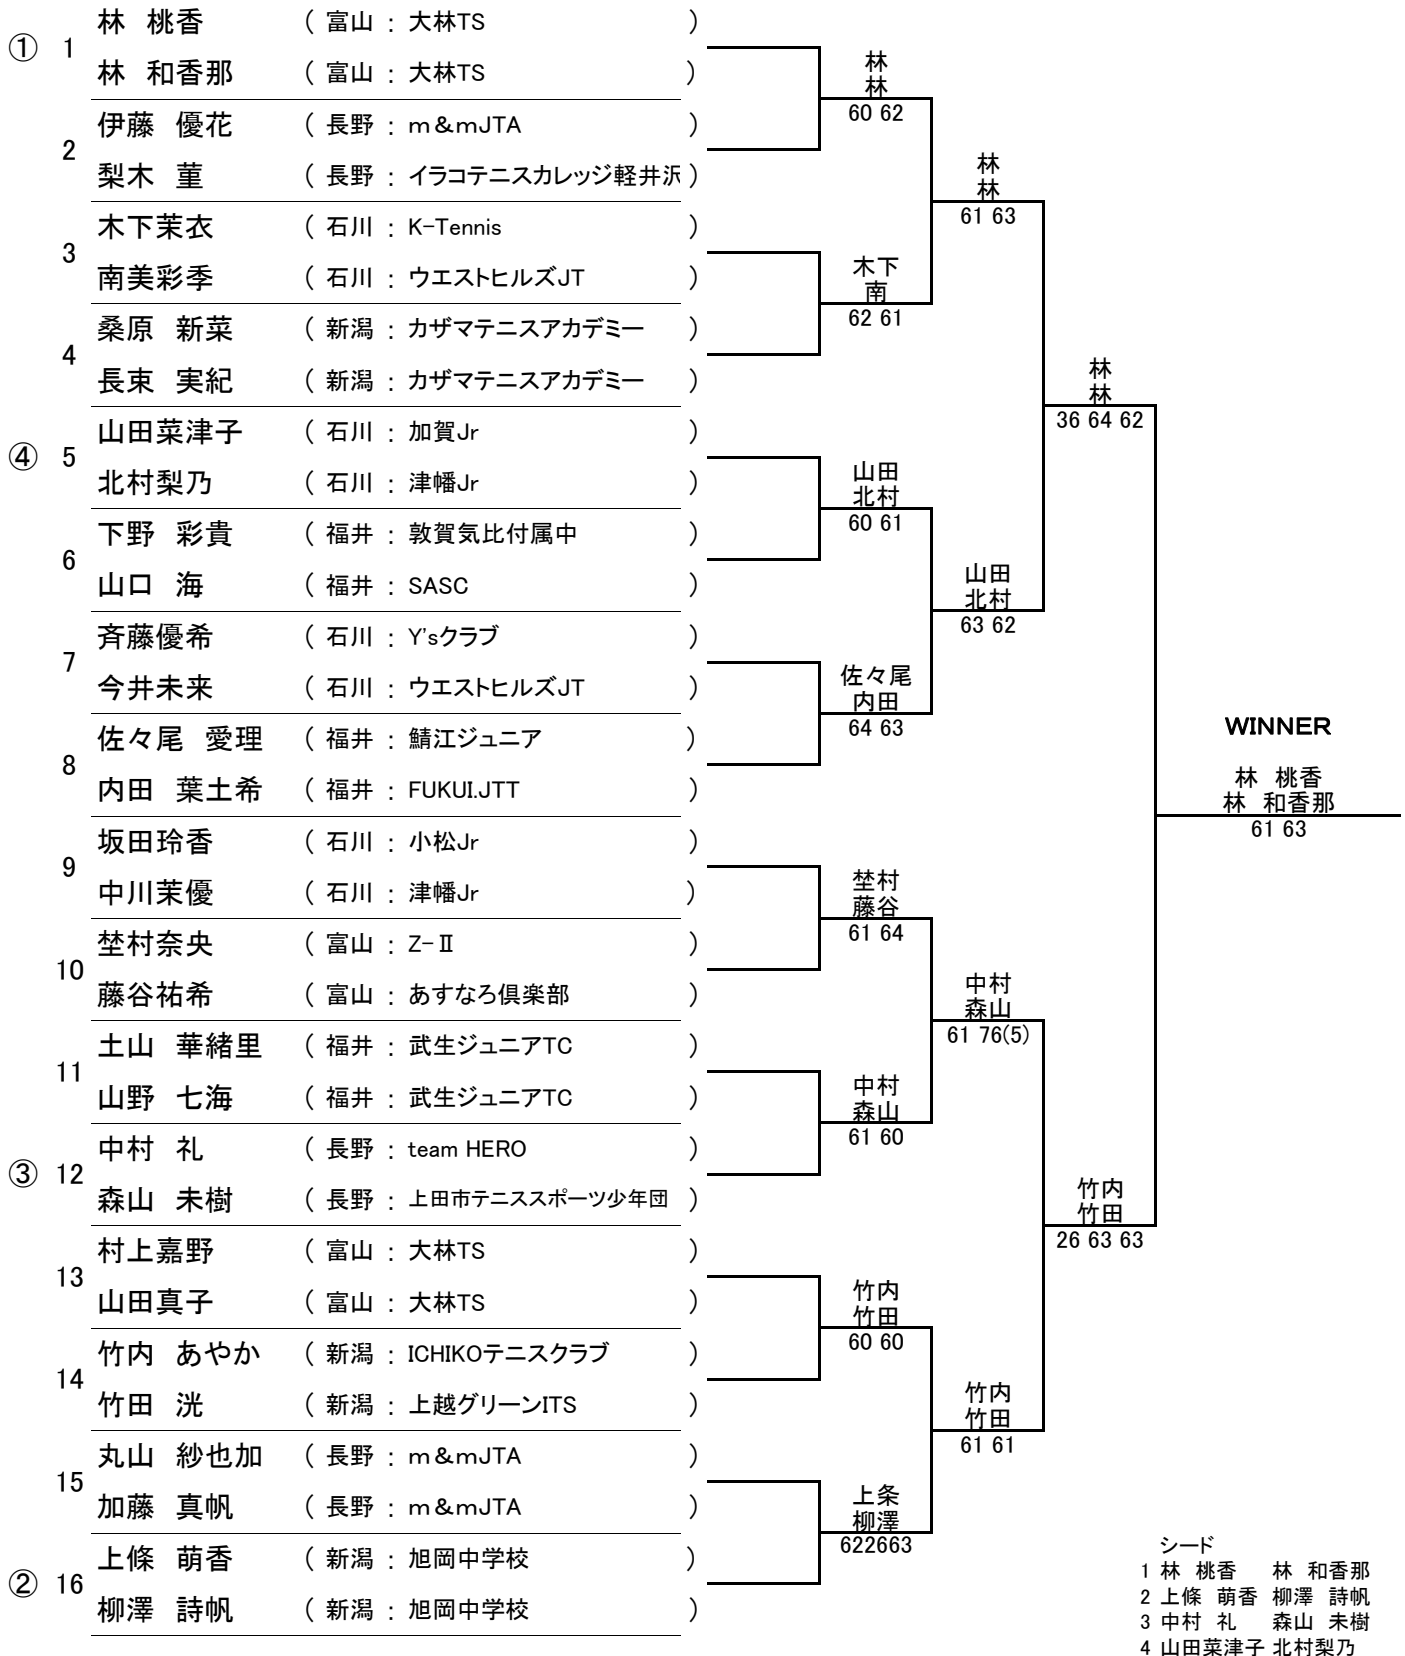 林 桃香 ( 富山 : 大林TS )
① 1
林 和香那 ( 富山 : 大林TS )
伊藤 優花 ( 長野 : m&mJTA )
2
梨木 菫 ( 長野 : イラコテニスカレッジ軽井沢 )
木下茉衣 ( 石川 : K-Tennis )
3
南美彩季 ( 石川 : ウエストヒルズJT )
桑原 新菜 ( 新潟 : カザマテニスアカデミー )
4
長束 実紀 ( 新潟 : カザマテニスアカデミー )
山田菜津子 ( 石川 : 加賀Jr )
④ 5
北村梨乃 ( 石川 : 津幡Jr )
下野 彩貴 ( 福井 : 敦賀気比付属中 )
6
山口 海 ( 福井 : SASC )
斉藤優希 ( 石川 : Y'sクラブ )
7
今井未来 ( 石川 : ウエストヒルズJT )
佐々尾 愛理 ( 福井 : 鯖江ジュニア )
8
内田 葉土希 ( 福井 : FUKUI.JTT )
坂田玲香 ( 石川 : 小松Jr )
9
中川茉優 ( 石川 : 津幡Jr )
埜村奈央 ( 富山 : Z-Ⅱ )
10
藤谷祐希 ( 富山 : あすなろ倶楽部 )
土山 華緒里 ( 福井 : 武生ジュニアTC )
11
山野 七海 ( 福井 : 武生ジュニアTC )
中村 礼 ( 長野 : team HERO )
③ 12
森山 未樹 ( 長野 : 上田市テニススポーツ少年団 )
村上嘉野 ( 富山 : 大林TS )
13
山田真子 ( 富山 : 大林TS )
竹内 あやか ( 新潟 : ICHIKOテニスクラブ )
14
竹田 洸 ( 新潟 : 上越グリーンITS )
丸山 紗也加 ( 長野 : m&mJTA )
15
加藤 真帆 ( 長野 : m&mJTA )
上條 萌香 ( 新潟 : 旭岡中学校 )
② 16
柳澤 詩帆 ( 新潟 : 旭岡中学校 )
林
林
60 62
木下
南
62 61
山田
北村
60 61
佐々尾
内田
64 63
埜村
藤谷
61 64
中村
森山
61 60
竹内
竹田
60 60
上条
柳澤
622663
林
林
61 63
山田
北村
63 62
中村
森山
61 76(5)
竹内
竹田
61 61
林
林
36 64 62
竹内
竹田
26 63 63
WINNER
林 桃香
林 和香那
61 63
シード
1 林 桃香 林 和香那
2 上條 萌香 柳澤 詩帆
3 中村 礼 森山 未樹
4 山田菜津子 北村梨乃